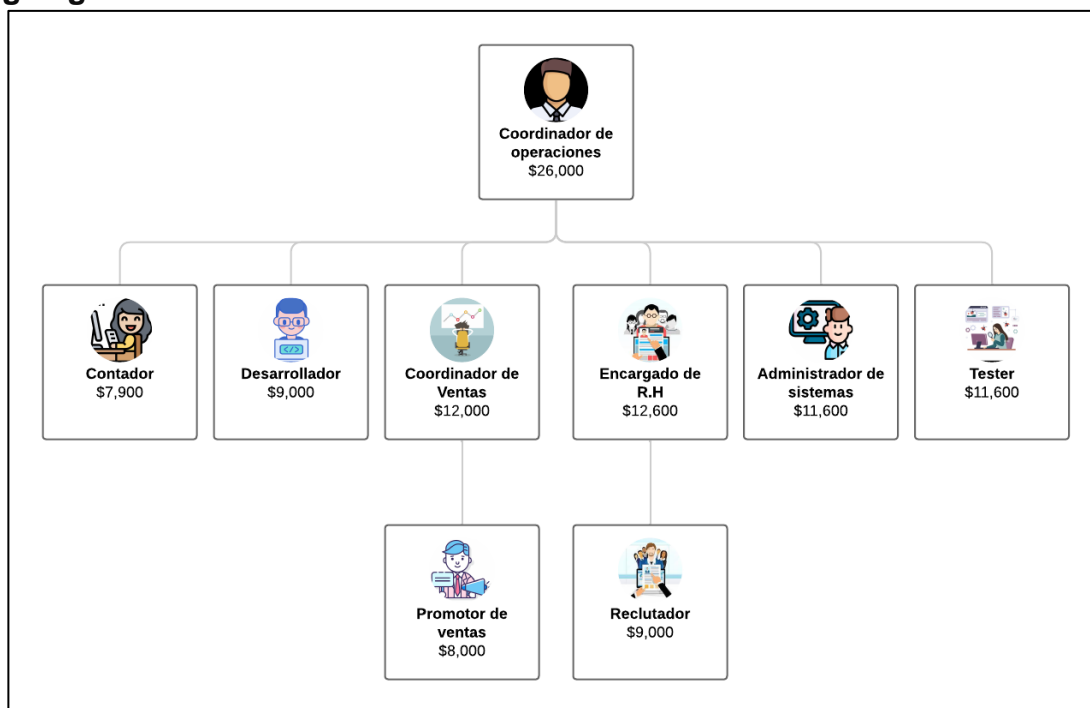 Coordinador de
operaciones
$26,000
Contador
$7,900
Desarrollador
$9,000
Coordinador de
Ventas
$12,000
Encargado de
R.H
$12,600
Administrador de
sistemas
$11,600
Tester
$11,600
Promotor de
ventas
$8,000
Reclutador
$9,000